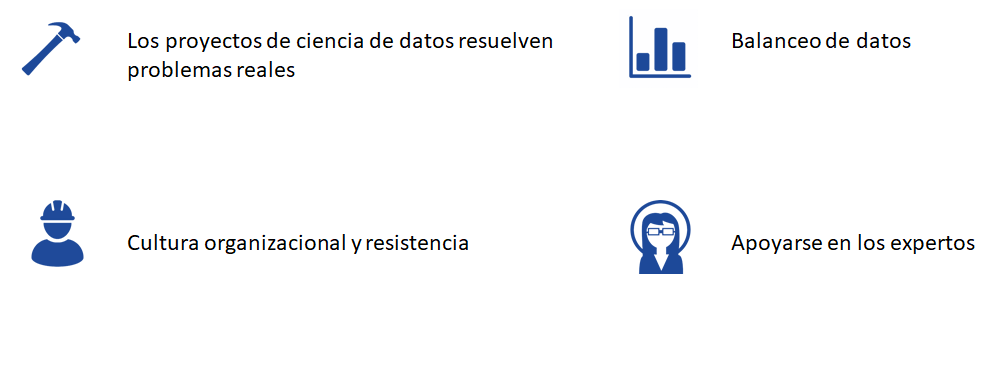 Los proyectos de ciencia de datos resuelven
problemas reales
Balanceo de datos
Cultura organizacional y resistencia
Apoyarse en los expertos